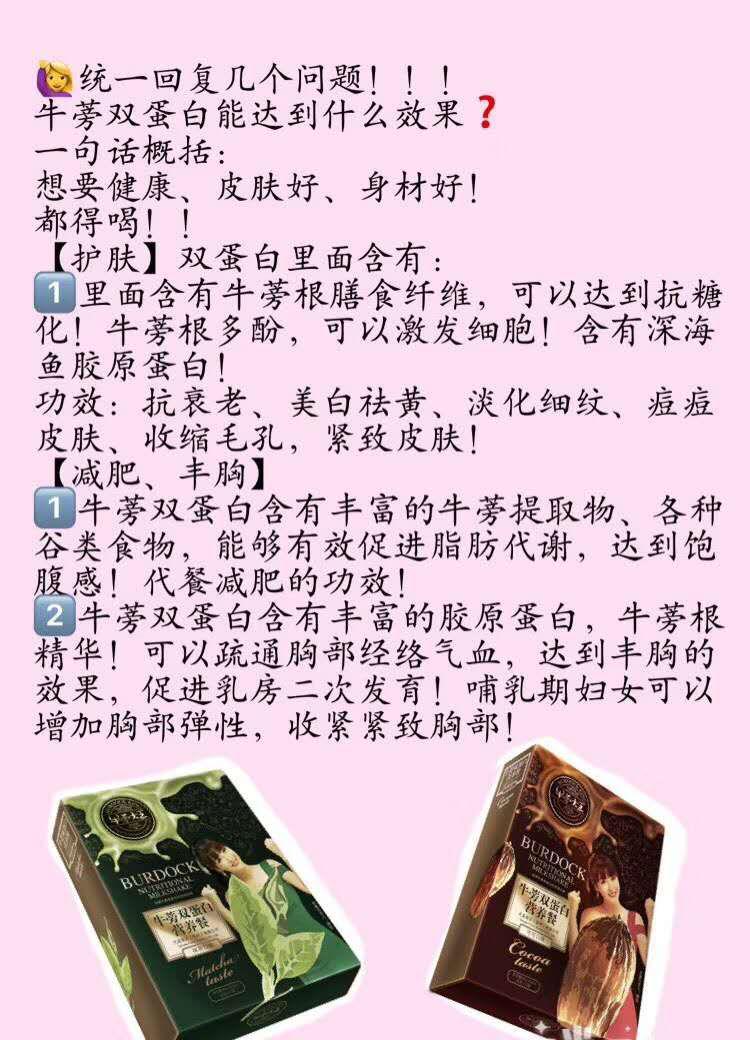 🙋‍♀️统一回复几个问题！！！
牛蒡双蛋白能达到什么效果❓
一句话概括：
想要健康、皮肤好、身材好！
都得喝！！
【护肤】双蛋白里面含有：
1️⃣里面含有牛蒡根膳食纤维，可以达到抗糖
化！牛蒡根多酚，可以激发细胞！含有深海
鱼胶原蛋白！
功效：抗衰老、美白祛黄、淡化细纹、痘痘
皮肤、收缩毛孔，紧致皮肤！
【减肥、丰胸】
1️⃣牛蒡双蛋白含有丰富的牛蒡提取物、各种
谷类食物，能够有效促进脂肪代谢，达到饱
腹感！代餐减肥的功效！
2️⃣牛蒡双蛋白含有丰富的胶原蛋白，牛蒡根
精华！可以疏通胸部经络气血，达到丰胸的
效果，促进乳房二次发育！哺乳期妇女可以
增加胸部弹性，收紧紧致胸部！
BURDOCK
NUTRITIONAL
MILKSHAKE
牛蒡双蛋白
营养餐
Matcha
taste
BURDOCK
NUTRITIONAL
MILKSHAKE
牛蒡双蛋白
营养餐
Cocoa
taste